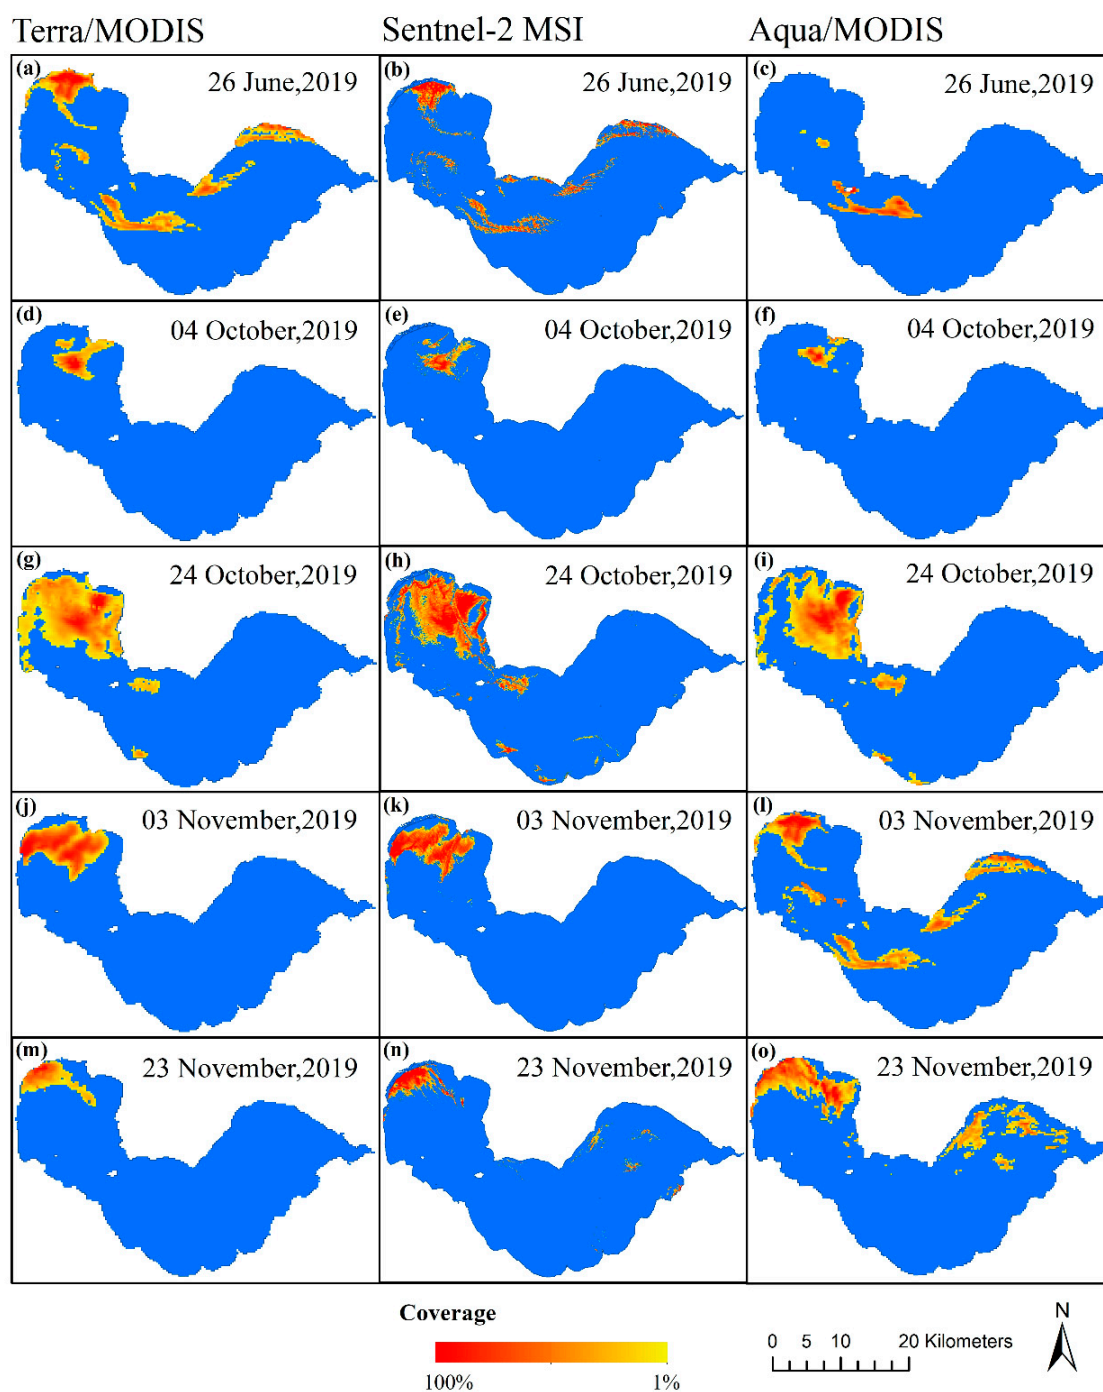 Terra/MODIS Sentnel-2 MSI Aqua/MODIS
(a) 26 June,2019 (b) 26 June,2019 (c) 26 June,2019
(d) 04 October,2019 (e) 04 October,2019 (f) 04 October,2019
(g) 24 October,2019 (h) 24 October,2019 (i) 24 October,2019
(j) 03 November,2019 (k) 03 November,2019 (l) 03 November,2019
(m) 23 November,2019 (n) 23 November,2019 (o) 23 November,2019
Coverage
100% 1%
0 5 10 20 Kilometers
N